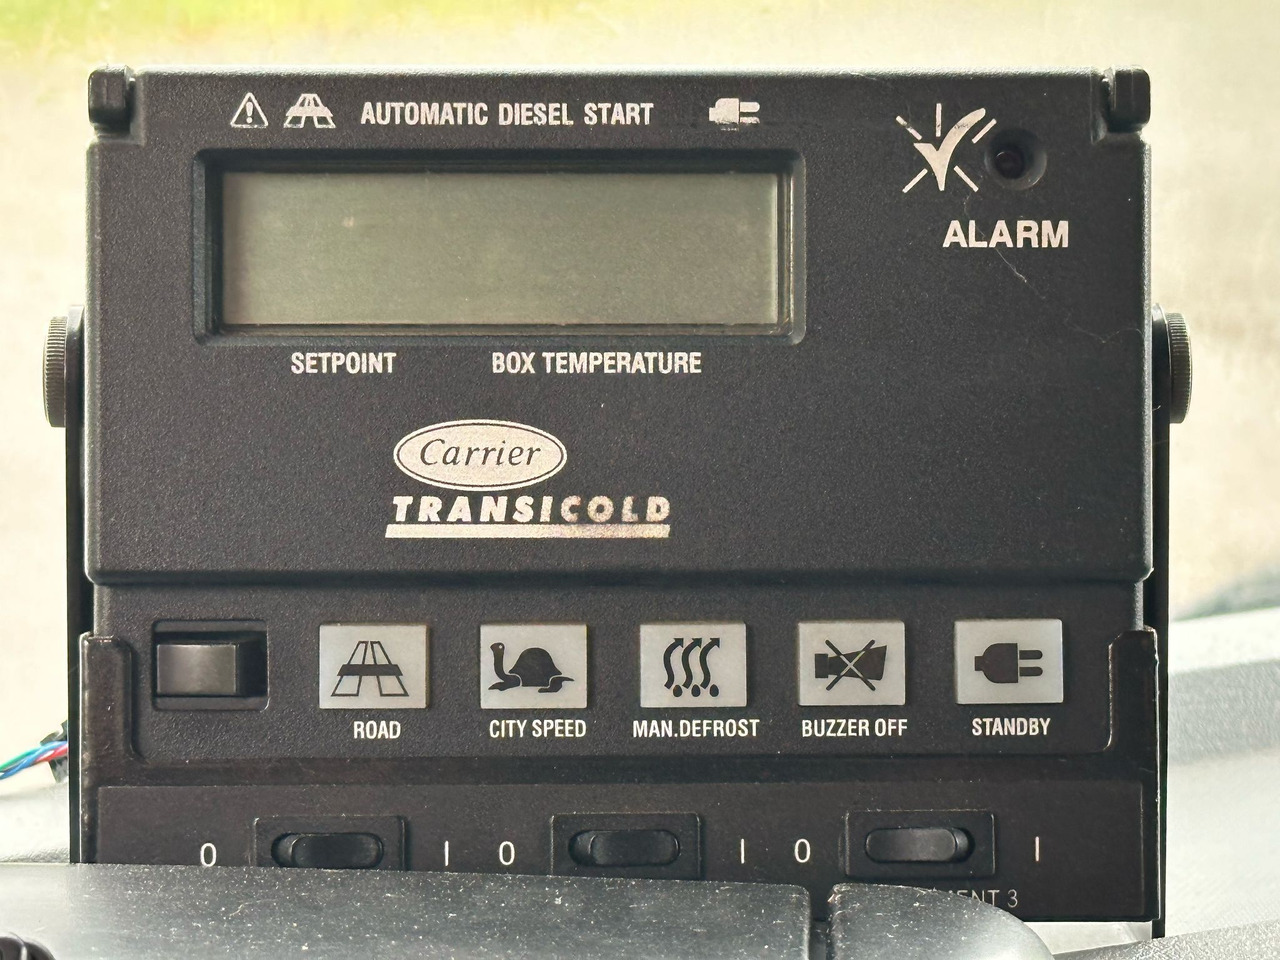 AUTOMATIC DIESEL START
ALARM
SETPOINT BOX TEMPERATURE
Carrier
TRANSICOLD
ROAD CITY SPEED MAN.DEFROST BUZZER OFF STANDBY
0 I 0 I 0 I
3